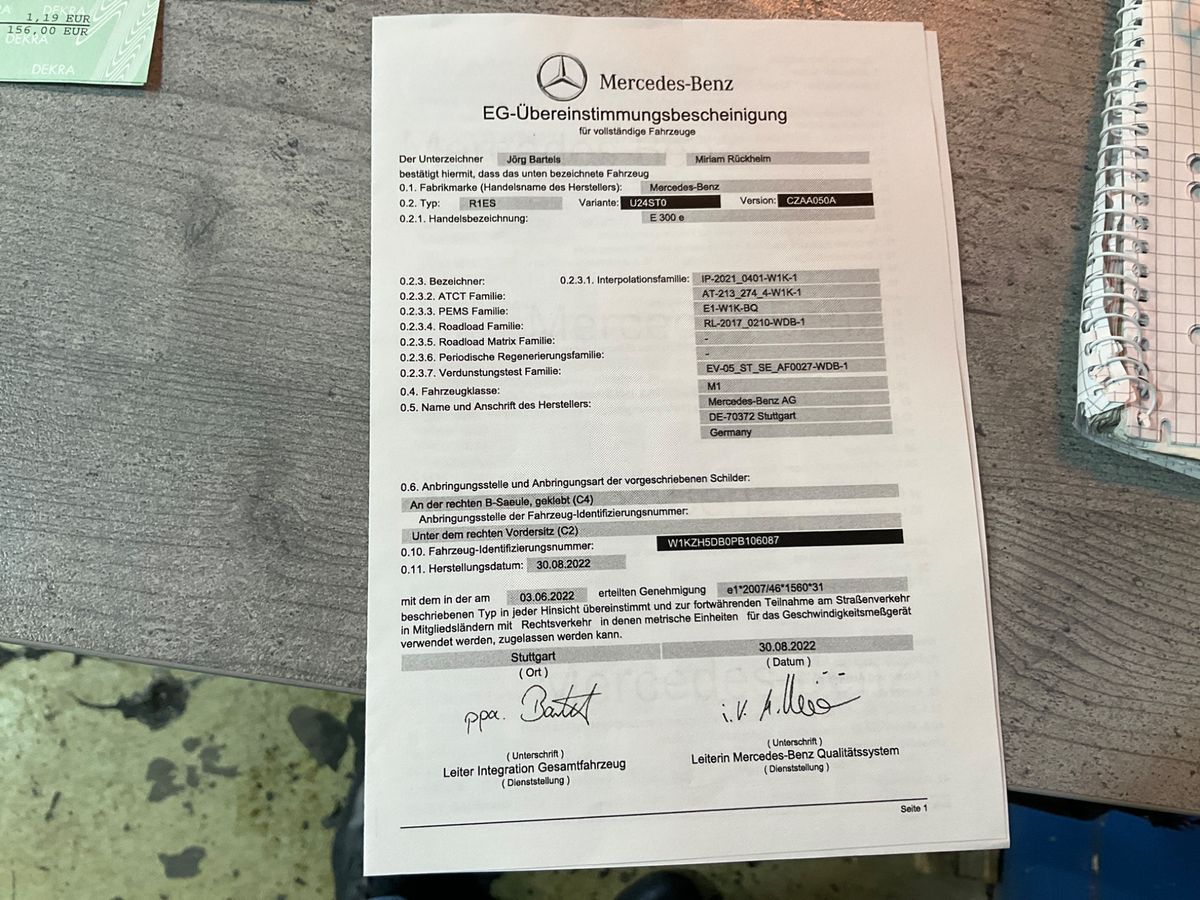 DEKRA
1,19 EUR
156,00 EUR
DEKRA
DEKRA
Mercedes-Benz
EG-Übereinstimmungsbescheinigung
für vollständige Fahrzeuge
Der Unterzeichner Jörg Bartels Miriam Rückheim
bestätigt hiermit, dass das unten bezeichnete Fahrzeug
0.1. Fabrikmarke (Handelsname des Herstellers): Mercedes-Benz
0.2. Typ: R1ES Variante: U24ST0 Version: CZAA050A
0.2.1. Handelsbezeichnung: E 300 e
0.2.3. Bezeichner: 0.2.3.1. Interpolationsfamilie: IP-2021_0401-W1K-1
0.2.3.2. ATCT Familie: AT-213_274_4-W1K-1
0.2.3.3. PEMS Familie: E1-W1K-BQ
0.2.3.4. Roadload Familie: RL-2017_0210-WDB-1
0.2.3.5. Roadload Matrix Familie: -
0.2.3.6. Periodische Regenerierungsfamilie: -
0.2.3.7. Verdunstungstest Familie: EV-05_ST_SE_AF0027-WDB-1
0.4. Fahrzeugklasse: M1
0.5. Name und Anschrift des Herstellers: Mercedes-Benz AG
DE-70372 Stuttgart
Germany
0.6. Anbringungsstelle und Anbringungsart der vorgeschriebenen Schilder:
An der rechten B-Saeule, geklebt (C4)
Anbringungsstelle der Fahrzeug-Identifizierungsnummer:
Unter dem rechten Vordersitz (C2)
0.10. Fahrzeug-Identifizierungsnummer: W1KZH5DB0PB106087
0.11. Herstellungsdatum: 30.08.2022
mit dem in der am 03.06.2022 erteilten Genehmigung e1*2007/46*1560*31
beschriebenen Typ in jeder Hinsicht übereinstimmt und zur fortwährenden Teilnahme am Straßenverkehr
in Mitgliedsländern mit Rechtsverkehr in denen metrische Einheiten für das Geschwindigkeitsmeßgerät
verwendet werden, zugelassen werden kann.
Stuttgart 30.08.2022
( Ort ) ( Datum )
ppa. i.V.
( Unterschrift ) ( Unterschrift )
Leiter Integration Gesamtfahrzeug Leiterin Mercedes-Benz Qualitätssystem
( Dienststellung ) ( Dienststellung )
Seite 1